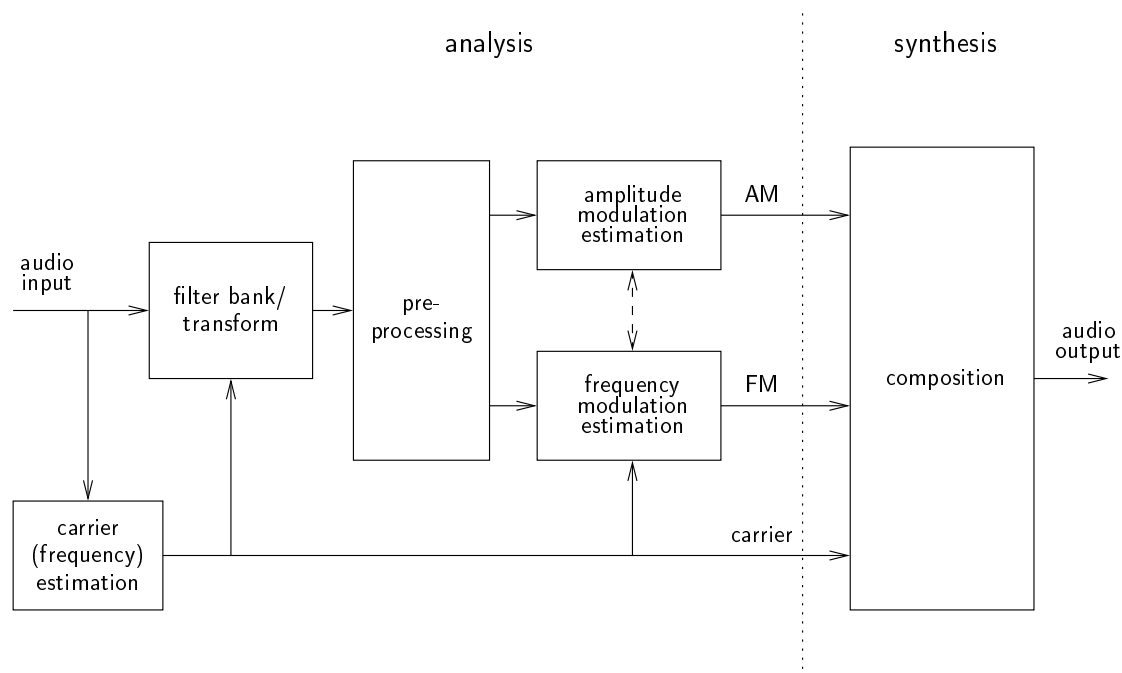 analysis
synthesis
audio
input
filter bank/
transform
pre-
processing
amplitude
modulation
estimation
AM
frequency
modulation
estimation
FM
carrier
(frequency)
estimation
carrier
composition
audio
output